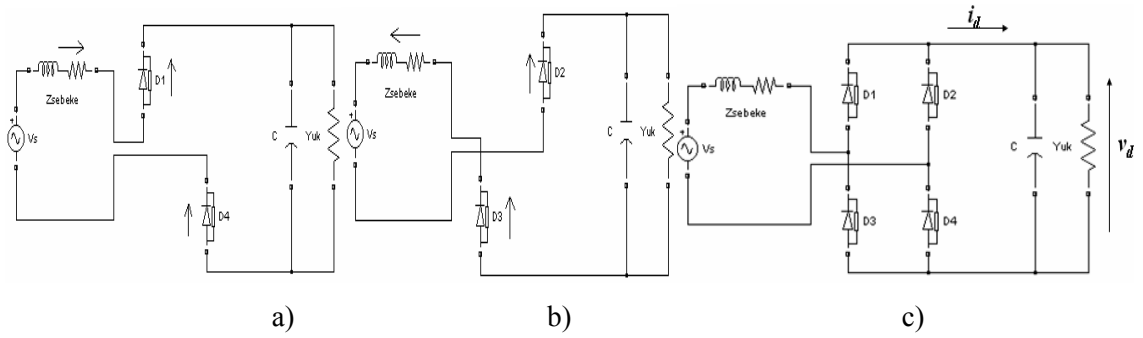 D1
Zsebeke
+
Vs
C
Yuk
D4
a)
D2
Zsebeke
+
Vs
C
Yuk
D3
b)
i_d
D1
D2
Zsebeke
+
Vs
C
Yuk
v_d
D3
D4
c)